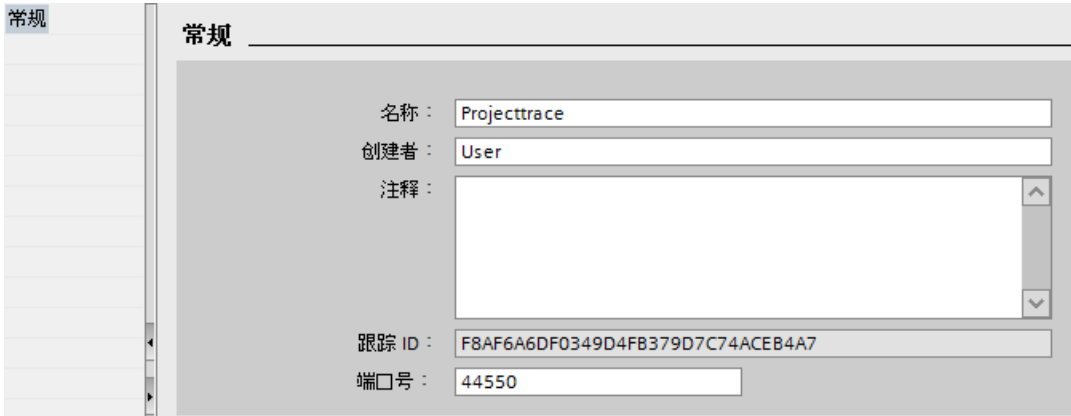 常规
常规
名称：
Projecttrace
创建者：
User
注释：
跟踪 ID：
F8AF6A6DF0349D4FB379D7C74ACEB4A7
端口号：
44550